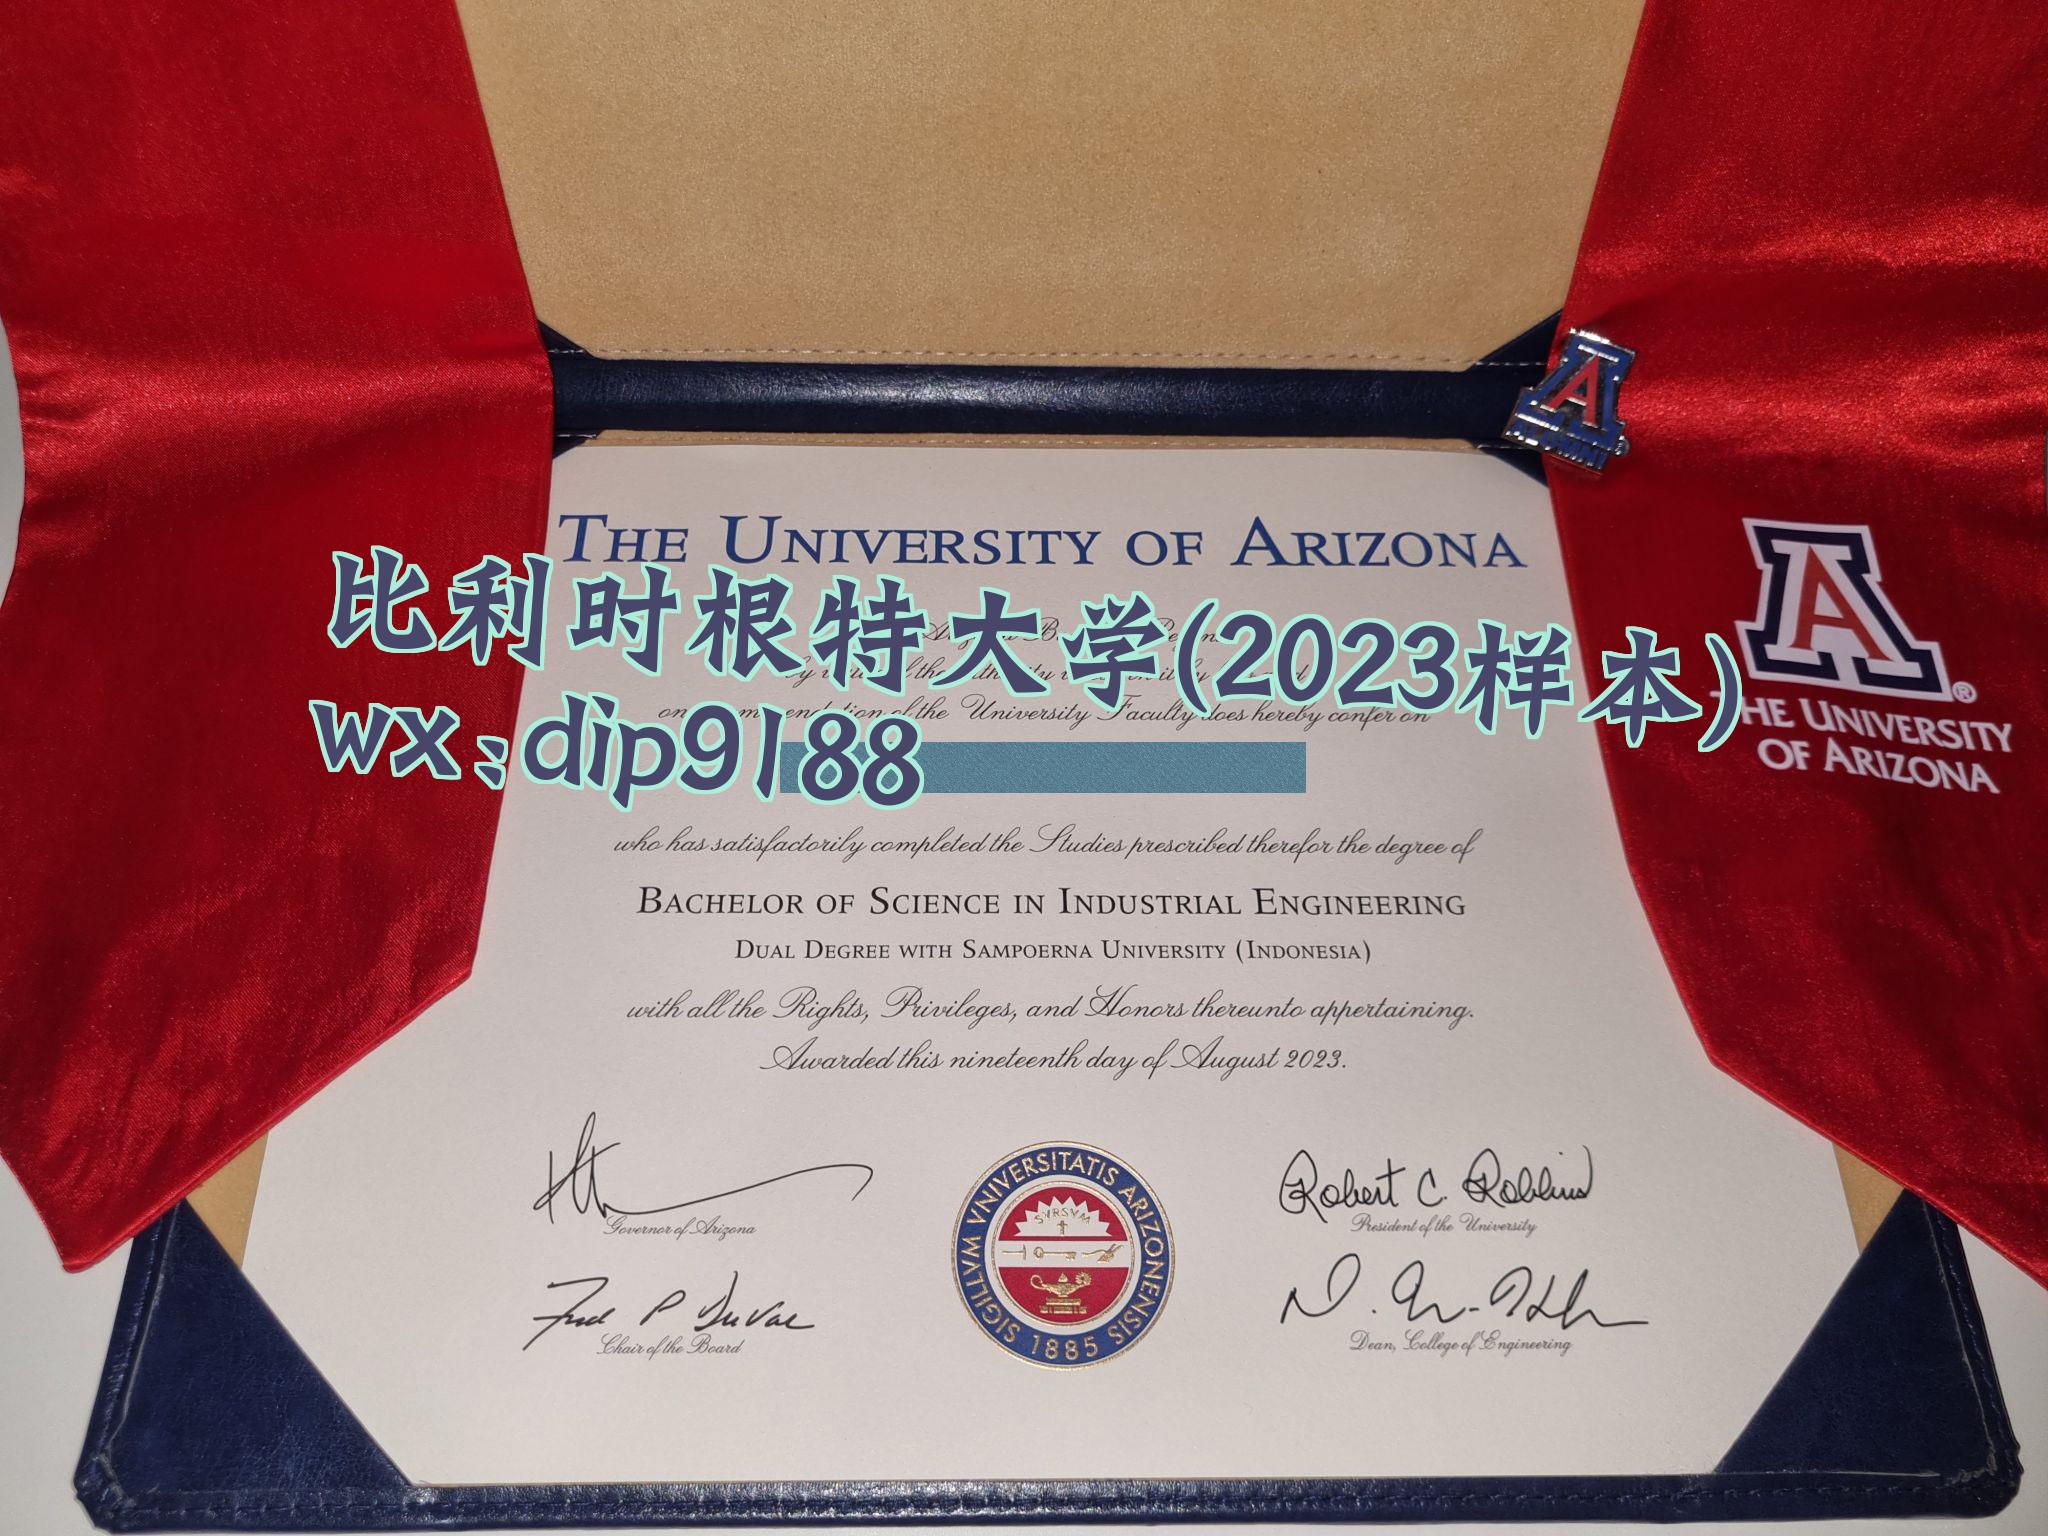 THE UNIVERSITY OF ARIZONA
比利时根特大学(2023样本)
wx:dip9188
on the University Faculty does hereby confer on
who has satisfactorily completed the Studies prescribed therefor the degree of
BACHELOR OF SCIENCE IN INDUSTRIAL ENGINEERING
DUAL DEGREE WITH SAMPOERNA UNIVERSITY (INDONESIA)
with all the Rights, Privileges, and Honors thereunto appertaining.
Awarded this nineteenth day of August 2023.
Governor of Arizona
Robert C. Robbins
President of the University
Fred P DuVal
Chair of the Board
Dean, College of Engineering
SIGILLVM VNIVERSITATIS ARIZONENSIS
SVRSVM
1885
A
ALUMNI
A
®
THE UNIVERSITY
OF ARIZONA